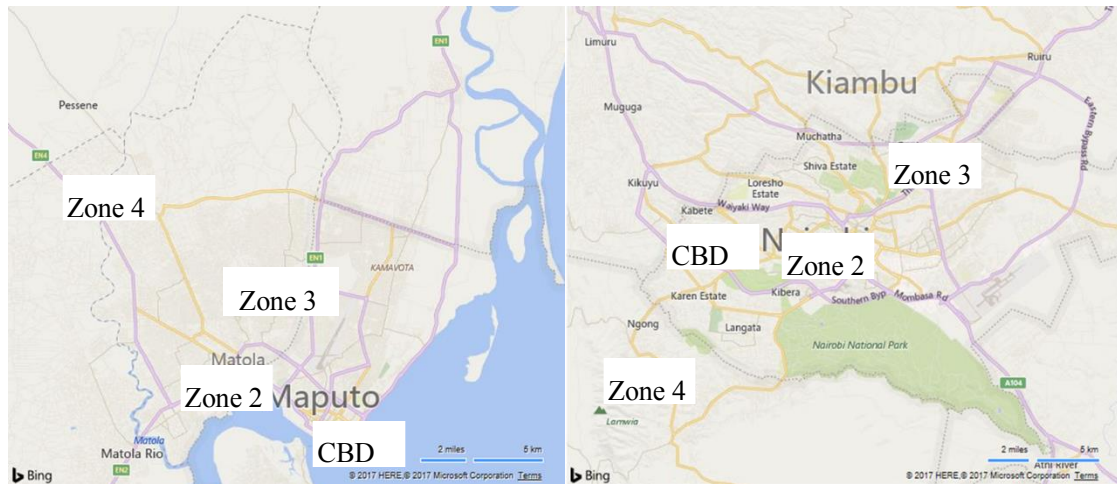 EN1
Pessene
EN4
Zone 4
EN1
KAMAVOTA
Zone 3
Matola
Zone 2
Maputo
CBD
Matola
Matola Rio
EN2
2 miles
5 km
Bing
© 2017 HERE,© 2017 Microsoft Corporation Terms
Limuru
Ruiru
Kiambu
Muguga
Eastern Bypass Rd
Muchatha
Shiva Estate
Zone 3
Kikuyu
Loresho
Estate
Kabete
Waiyaki Way
CBD
Zone 2
Karen Estate
Kibera
Southern Byp
Mombasa Rd
Ngong
Langata
Nairobi National Park
Zone 4
A104
Lamwia
2 miles
5 km
Athi River
Bing
© 2017 HERE,© 2017 Microsoft Corporation Terms